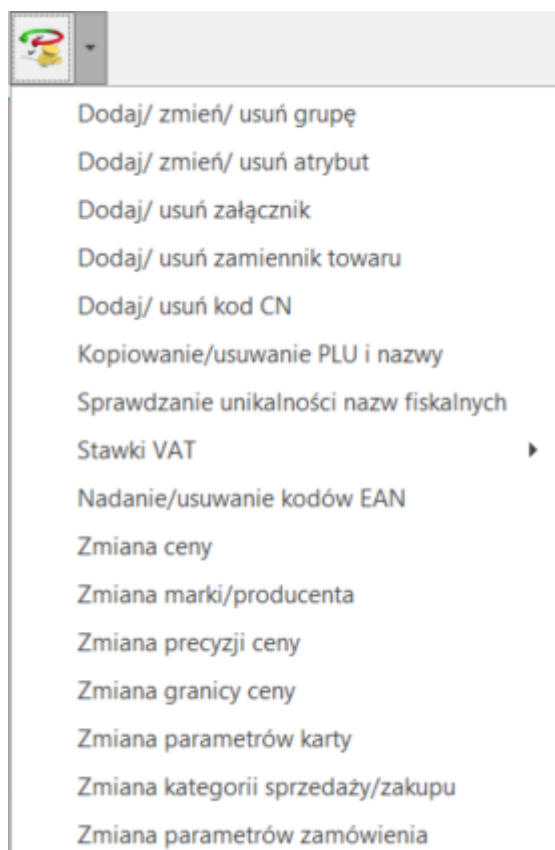 Dodaj/ zmień/ usuń grupę
Dodaj/ zmień/ usuń atrybut
Dodaj/ usuń załącznik
Dodaj/ usuń zamiennik towaru
Dodaj/ usuń kod CN
Kopiowanie/usuwanie PLU i nazwy
Sprawdzanie unikalności nazw fiskalnych
Stawki VAT
Nadanie/usuwanie kodów EAN
Zmiana ceny
Zmiana marki/producenta
Zmiana precyzji ceny
Zmiana granicy ceny
Zmiana parametrów karty
Zmiana kategorii sprzedaży/zakupu
Zmiana parametrów zamówienia